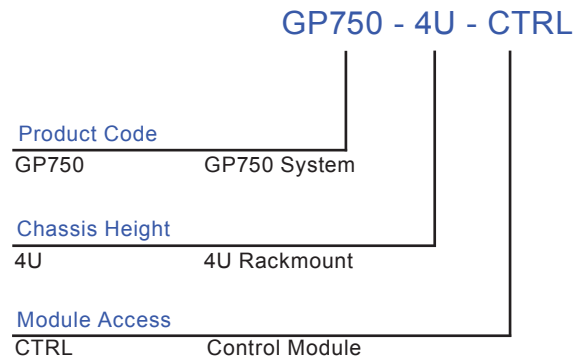 GP750 - 4U - CTRL
Product Code
GP750 GP750 System
Chassis Height
4U 4U Rackmount
Module Access
CTRL Control Module